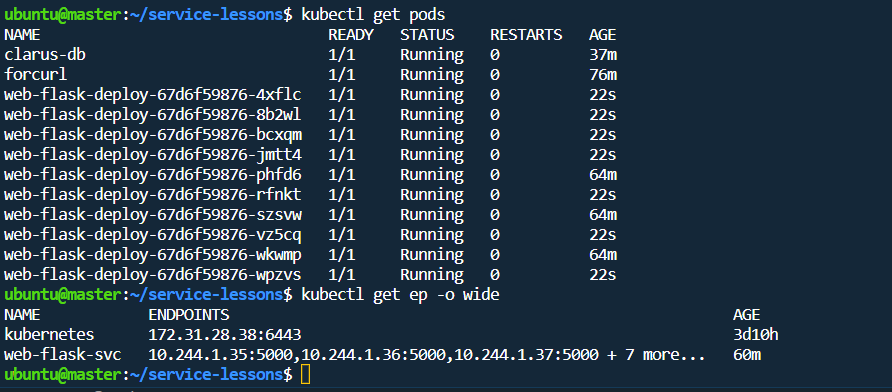 ubuntu@master:~/service-lessons$ kubectl get pods
NAME READY STATUS RESTARTS AGE
clarus-db 1/1 Running 0 37m
forcurl 1/1 Running 0 76m
web-flask-deploy-67d6f59876-4xflc 1/1 Running 0 22s
web-flask-deploy-67d6f59876-8b2wl 1/1 Running 0 22s
web-flask-deploy-67d6f59876-bcxqm 1/1 Running 0 22s
web-flask-deploy-67d6f59876-jmtt4 1/1 Running 0 22s
web-flask-deploy-67d6f59876-phfd6 1/1 Running 0 64m
web-flask-deploy-67d6f59876-rfnkt 1/1 Running 0 22s
web-flask-deploy-67d6f59876-szsvw 1/1 Running 0 64m
web-flask-deploy-67d6f59876-vz5cq 1/1 Running 0 22s
web-flask-deploy-67d6f59876-wkwmp 1/1 Running 0 64m
web-flask-deploy-67d6f59876-wpzvs 1/1 Running 0 22s
ubuntu@master:~/service-lessons$ kubectl get ep -o wide
NAME ENDPOINTS AGE
kubernetes 172.31.28.38:6443 3d10h
web-flask-svc 10.244.1.35:5000,10.244.1.36:5000,10.244.1.37:5000 + 7 more... 60m
ubuntu@master:~/service-lessons$